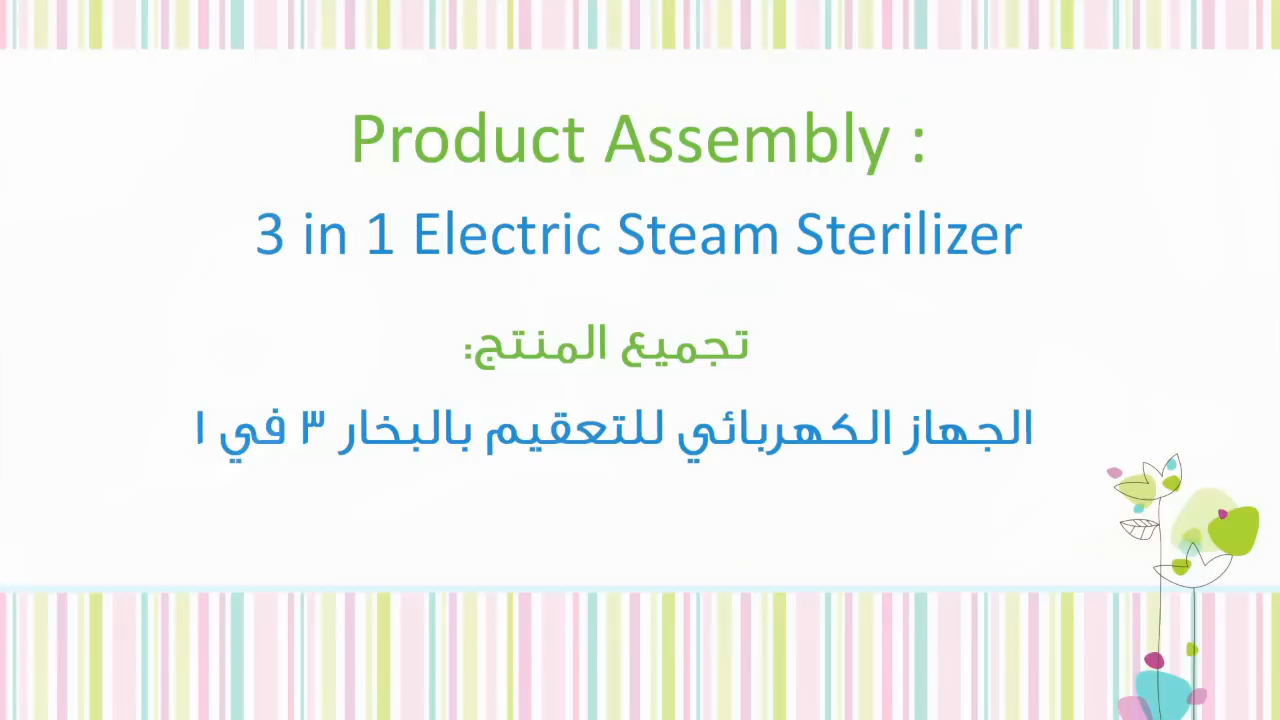 Product Assembly :
3 in 1 Electric Steam Sterilizer
تجميع المنتج:
الجهاز الكهربائي للتعقيم بالبخار ٣ في ١